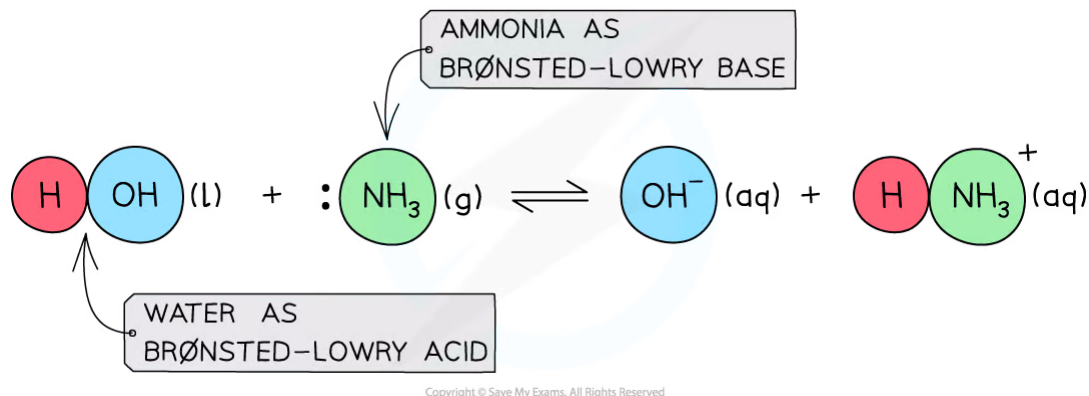 AMMONIA AS
BRØNSTED-LOWRY BASE
H OH (l) + : NH₃ (g) ⇌ OH⁻ (aq) + H NH₃⁺ (aq)
WATER AS
BRØNSTED-LOWRY ACID
Copyright © Save My Exams. All Rights Reserved